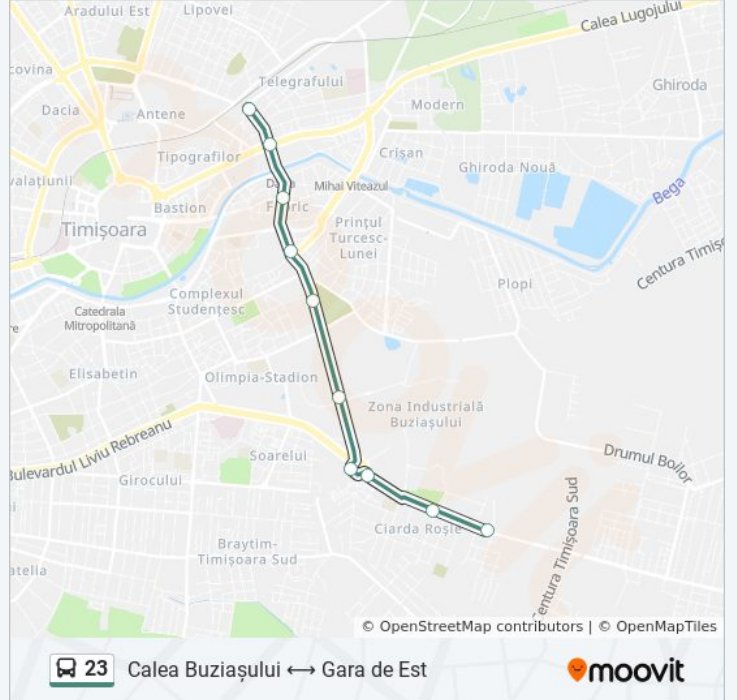 Aradului Est
Lipovei
Calea Lugojului
covina
Telegrafului
Ghiroda
Dacia
Antene
Modern
Tipografilor
Crișan
Ghiroda Nouă
valațiunii
Mihai Viteazul
Bega
Bastion
Fabric
Timișoara
Prințul
Turcesc-
Lunei
Centura Timișo
Plopi
Complexul
Studențesc
Catedrala
Mitropolitană
re
Elisabetin
Olimpia-Stadion
Zona Industrială
Buziașului
Bulevardul Liviu Rebreanu
Soarelui
Drumul Boilor
Girocului
Ciarda Roșie
Centura Timișoara Sud
Braytim-
Timișoara Sud
atelia
© OpenStreetMap contributors | © OpenMapTiles
23 Calea Buziașului ⟷ Gara de Est
moovit